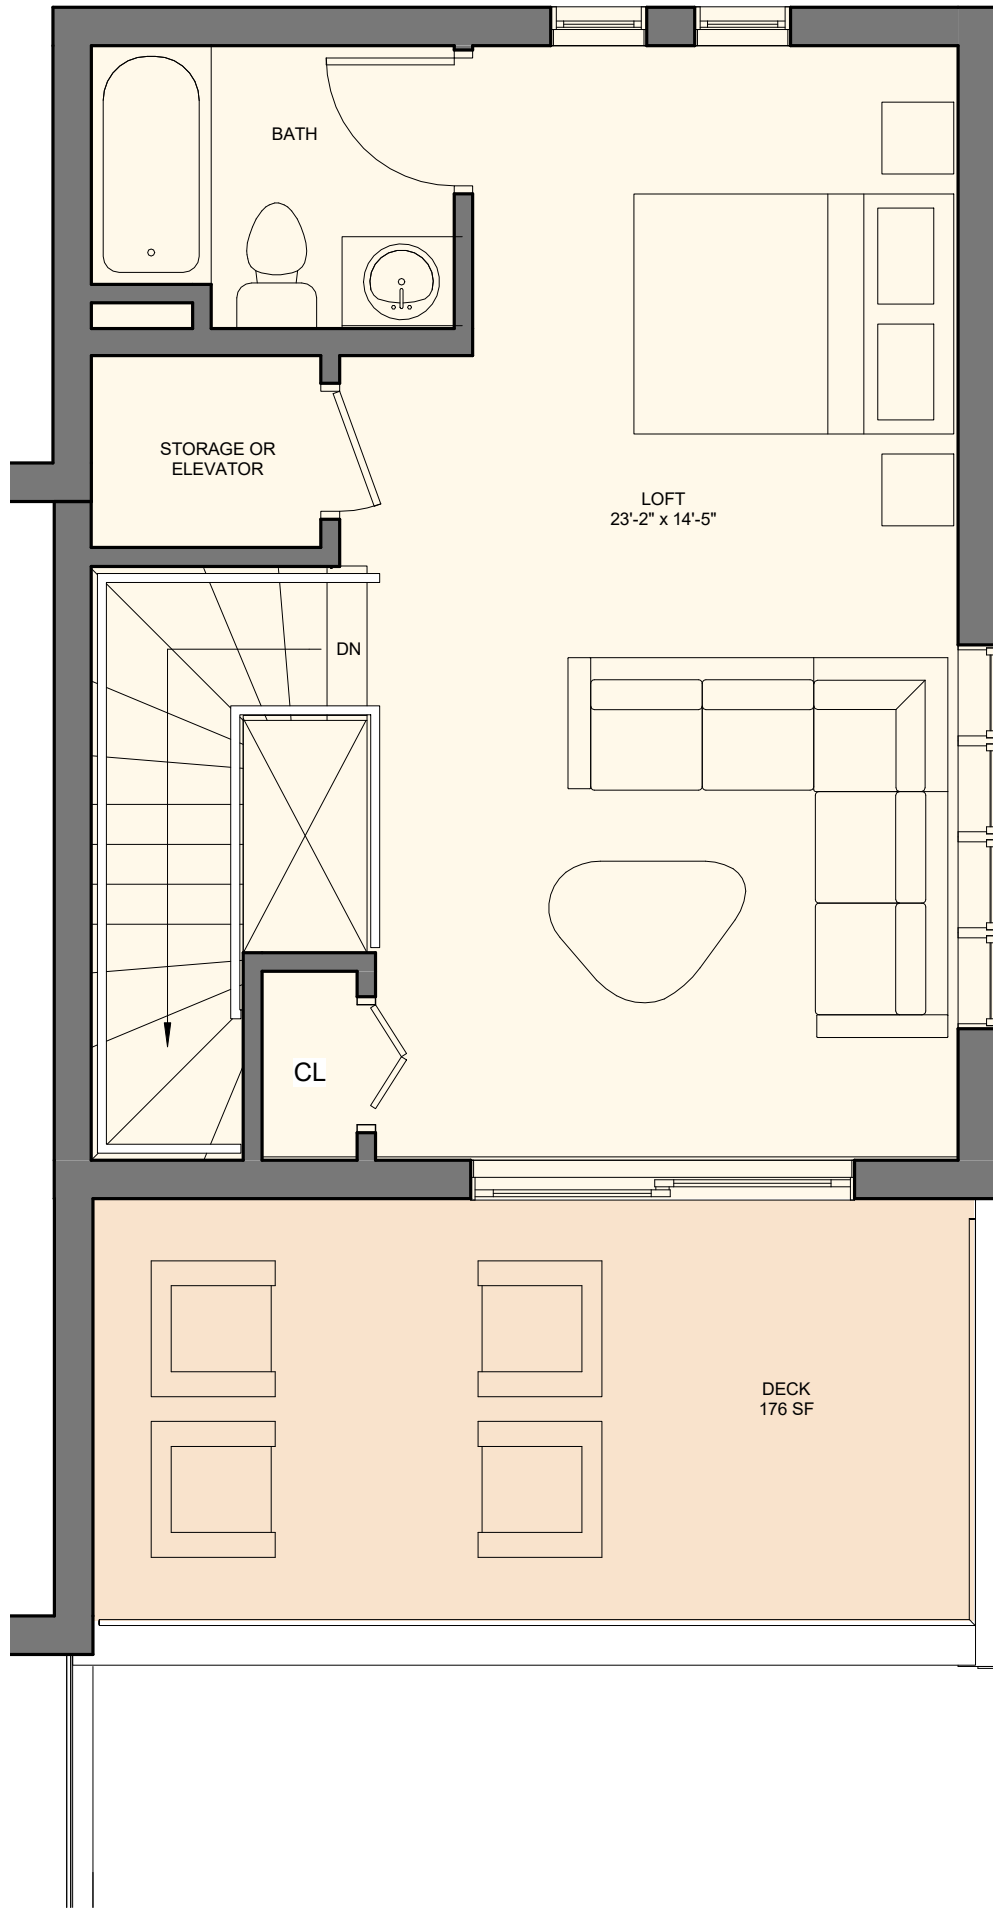 BATH
STORAGE OR
ELEVATOR
LOFT
23'-2" x 14'-5"
DN
CL
DECK
176 SF